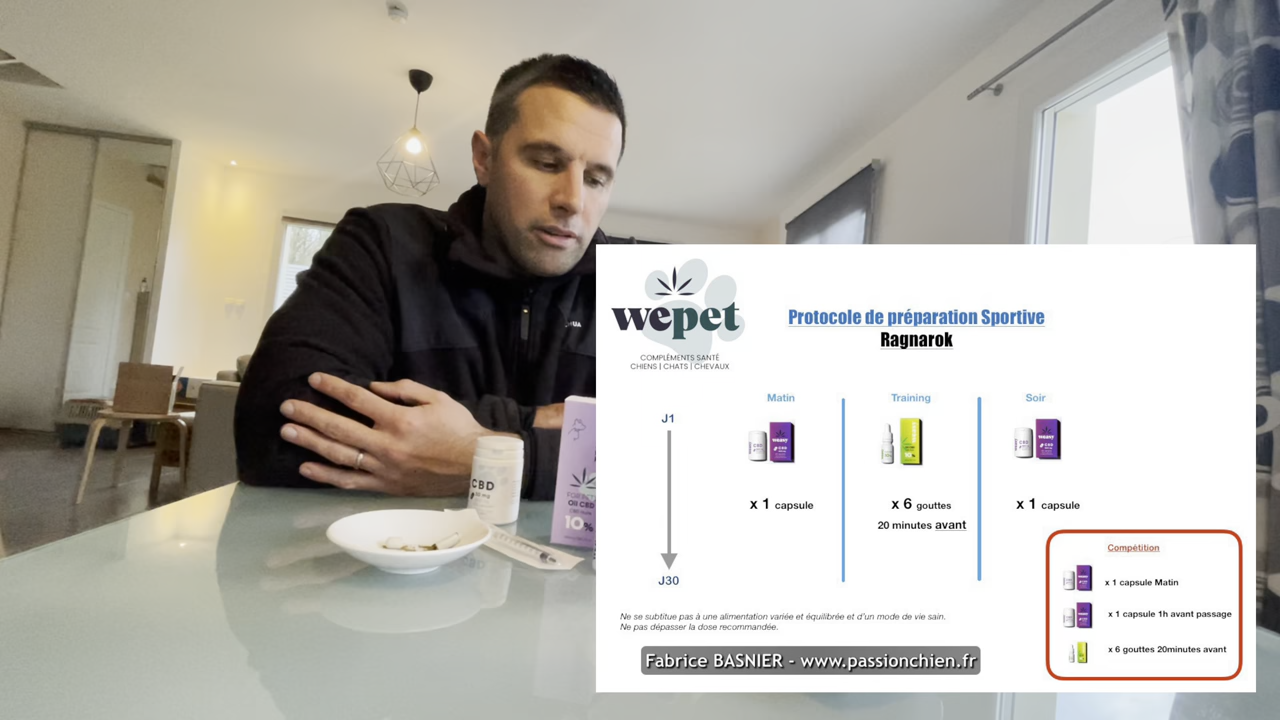 CBD
OIL CBD
10%
wepet
COMPLÉMENTS SANTÉ
CHIENS | CHATS | CHEVAUX
Protocole de préparation Sportive
Ragnarok
Matin
Training
Soir
J1
x 1 capsule
x 6 gouttes
20 minutes avant
x 1 capsule
J30
Compétition
x 1 capsule Matin
x 1 capsule 1h avant passage
x 6 gouttes 20minutes avant
Ne se subtitue pas à une alimentation variée et équilibrée et d'un mode de vie sain.
Ne pas dépasser la dose recommandée.
Fabrice BASNIER - www.passionchien.fr